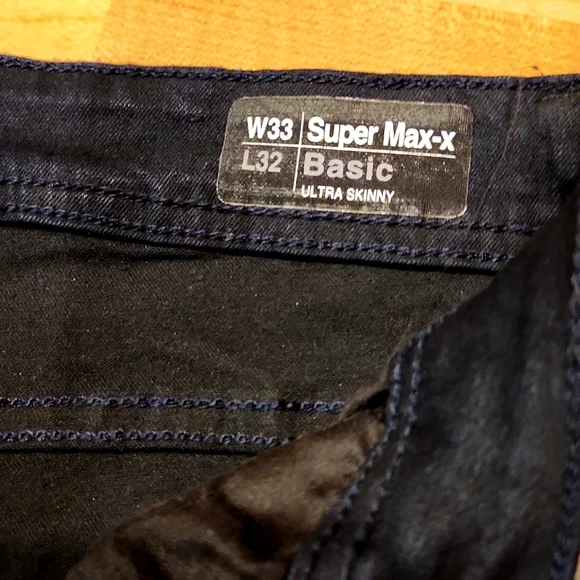 W33 Super Max-x
L32 Basic
ULTRA SKINNY